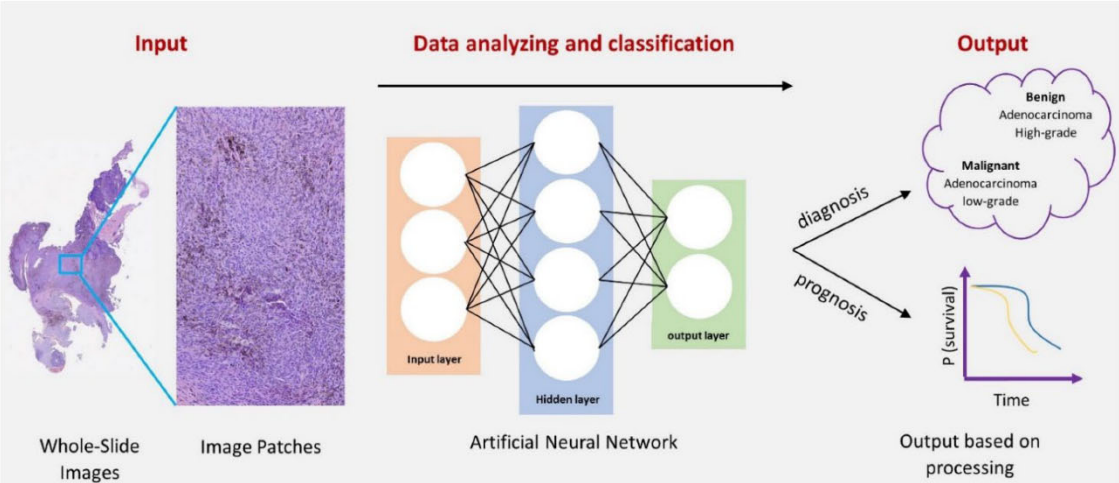 Input
Data analyzing and classification
Output
Benign
Adenocarcinoma
High-grade
Malignant
Adenocarcinoma
low-grade
diagnosis
prognosis
Input layer
Hidden layer
output layer
P (survival)
Time
Whole-Slide
Images
Image Patches
Artificial Neural Network
Output based on
processing